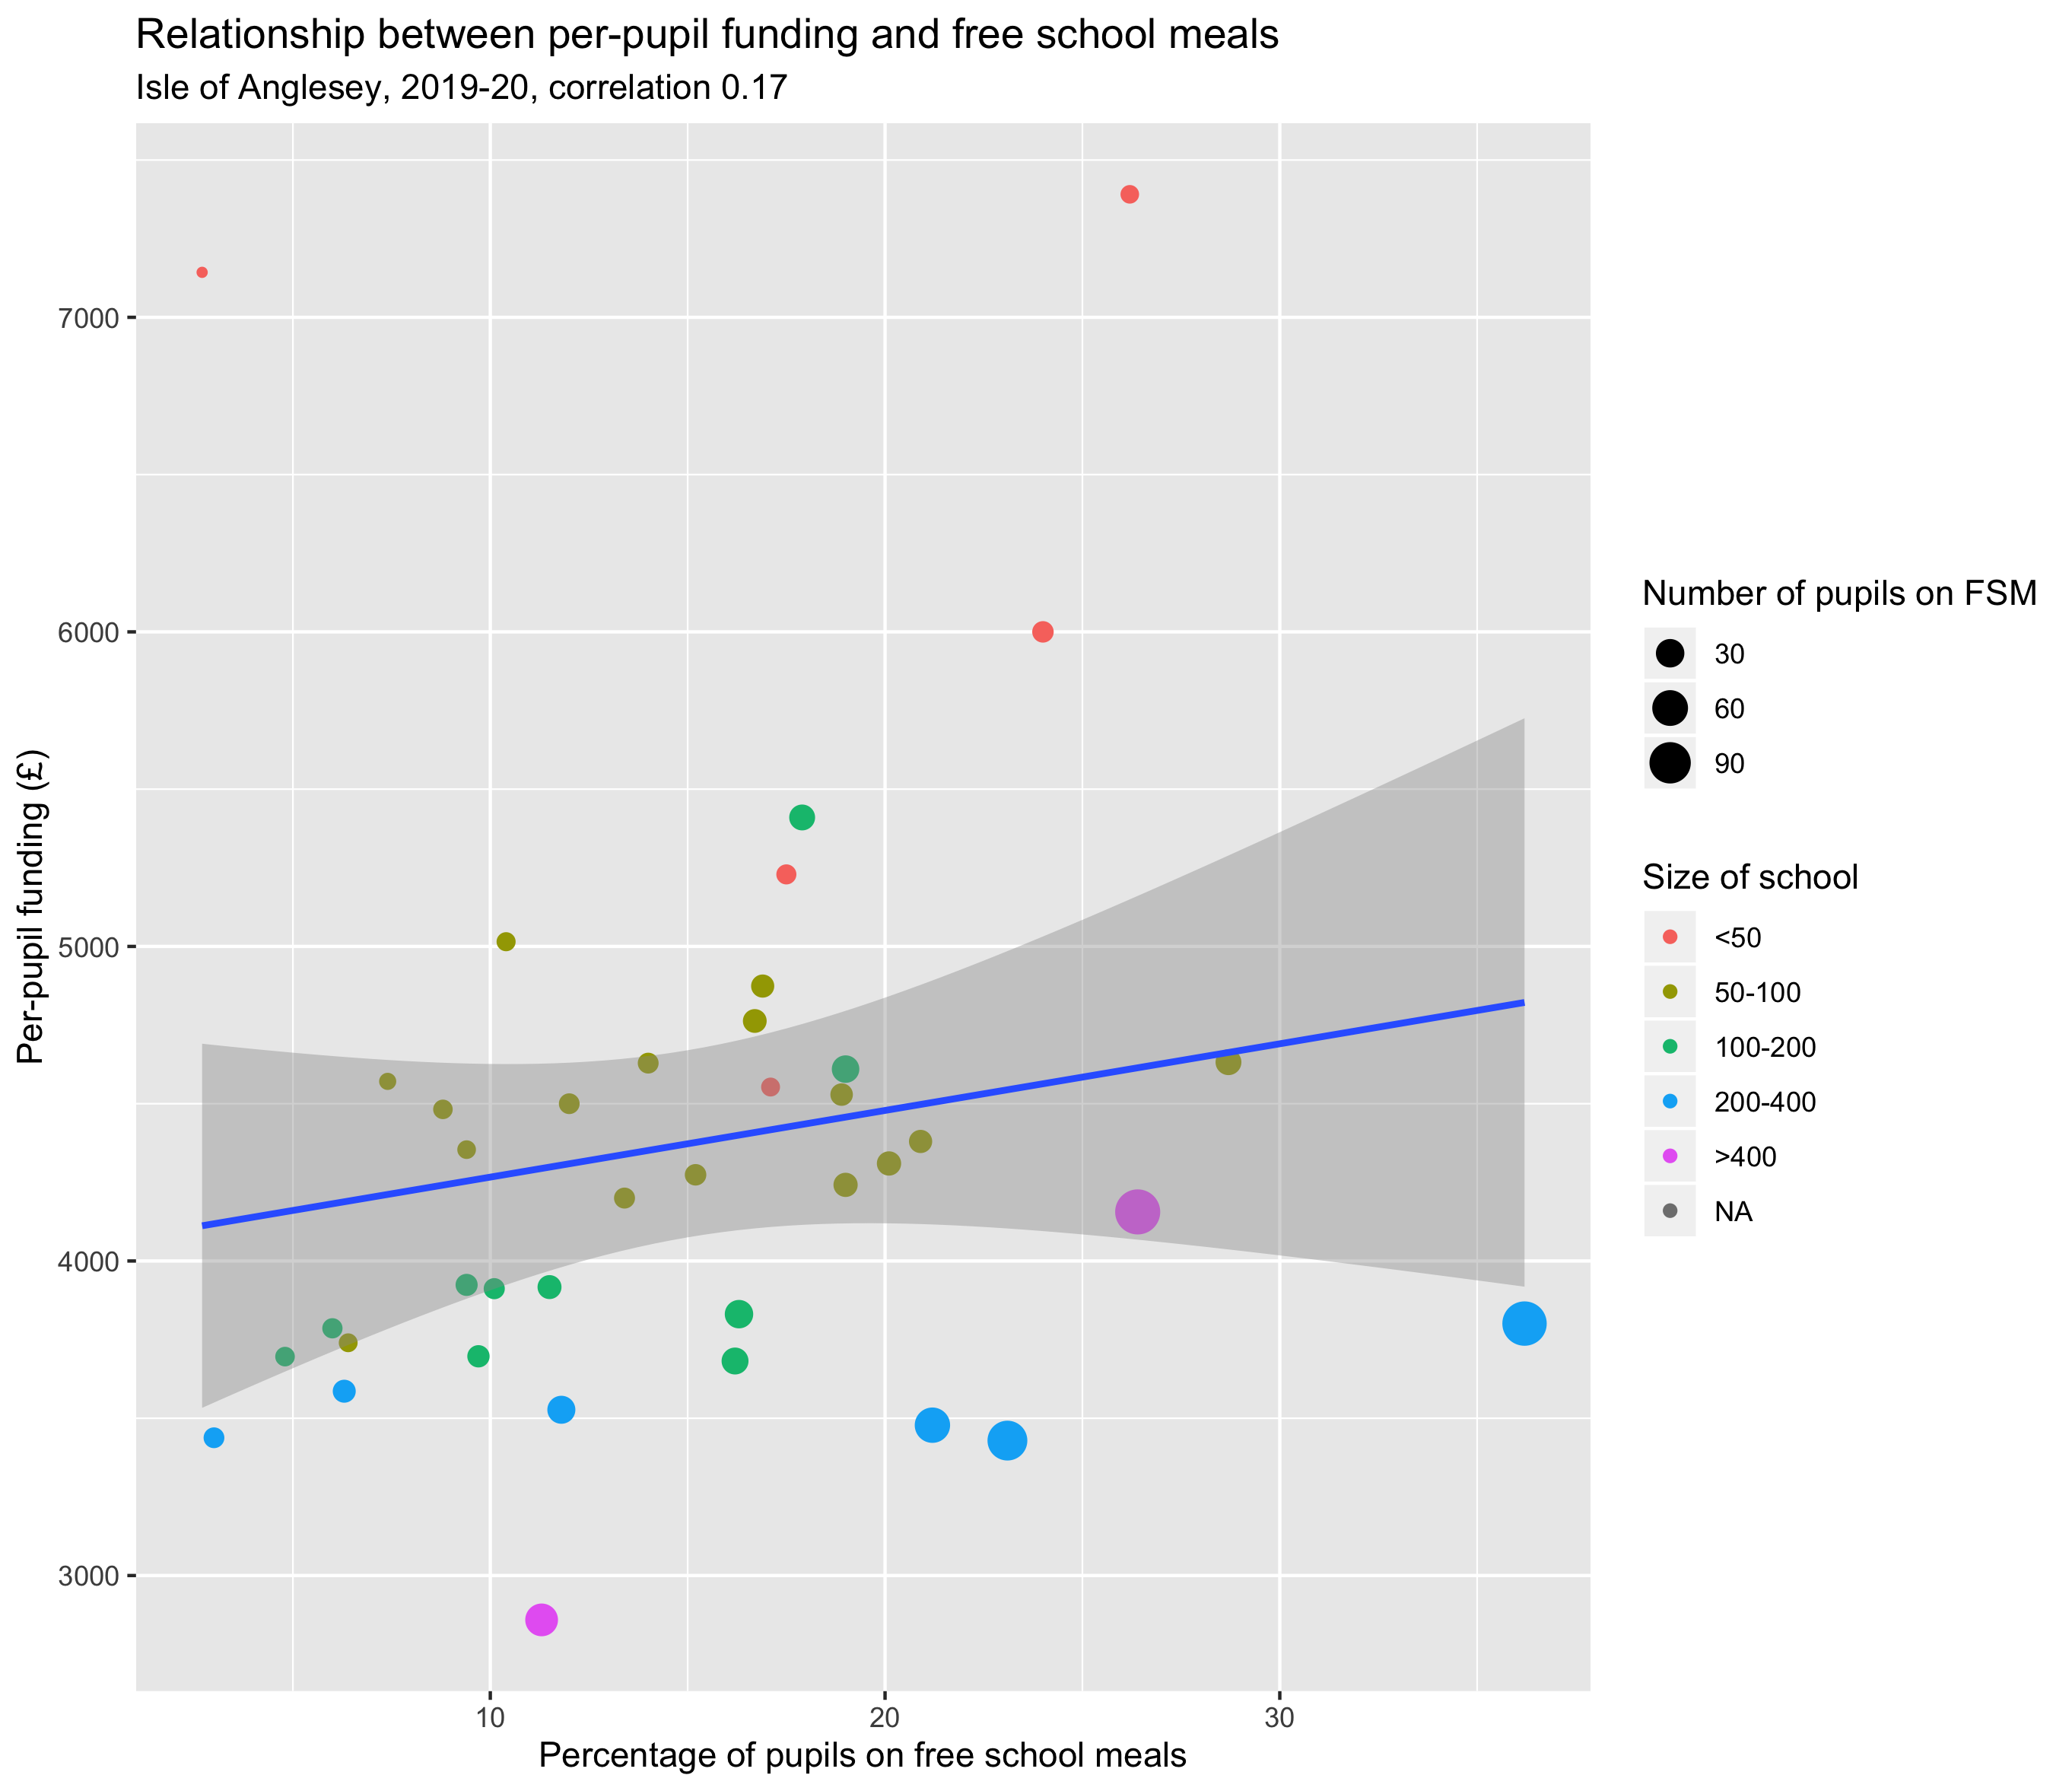 Relationship between per-pupil funding and free school meals
Isle of Anglesey, 2019-20, correlation 0.17
Per-pupil funding (£)
7000
6000
5000
4000
3000
10
20
30
Percentage of pupils on free school meals
Number of pupils on FSM
30
60
90
Size of school
<50
50-100
100-200
200-400
>400
NA